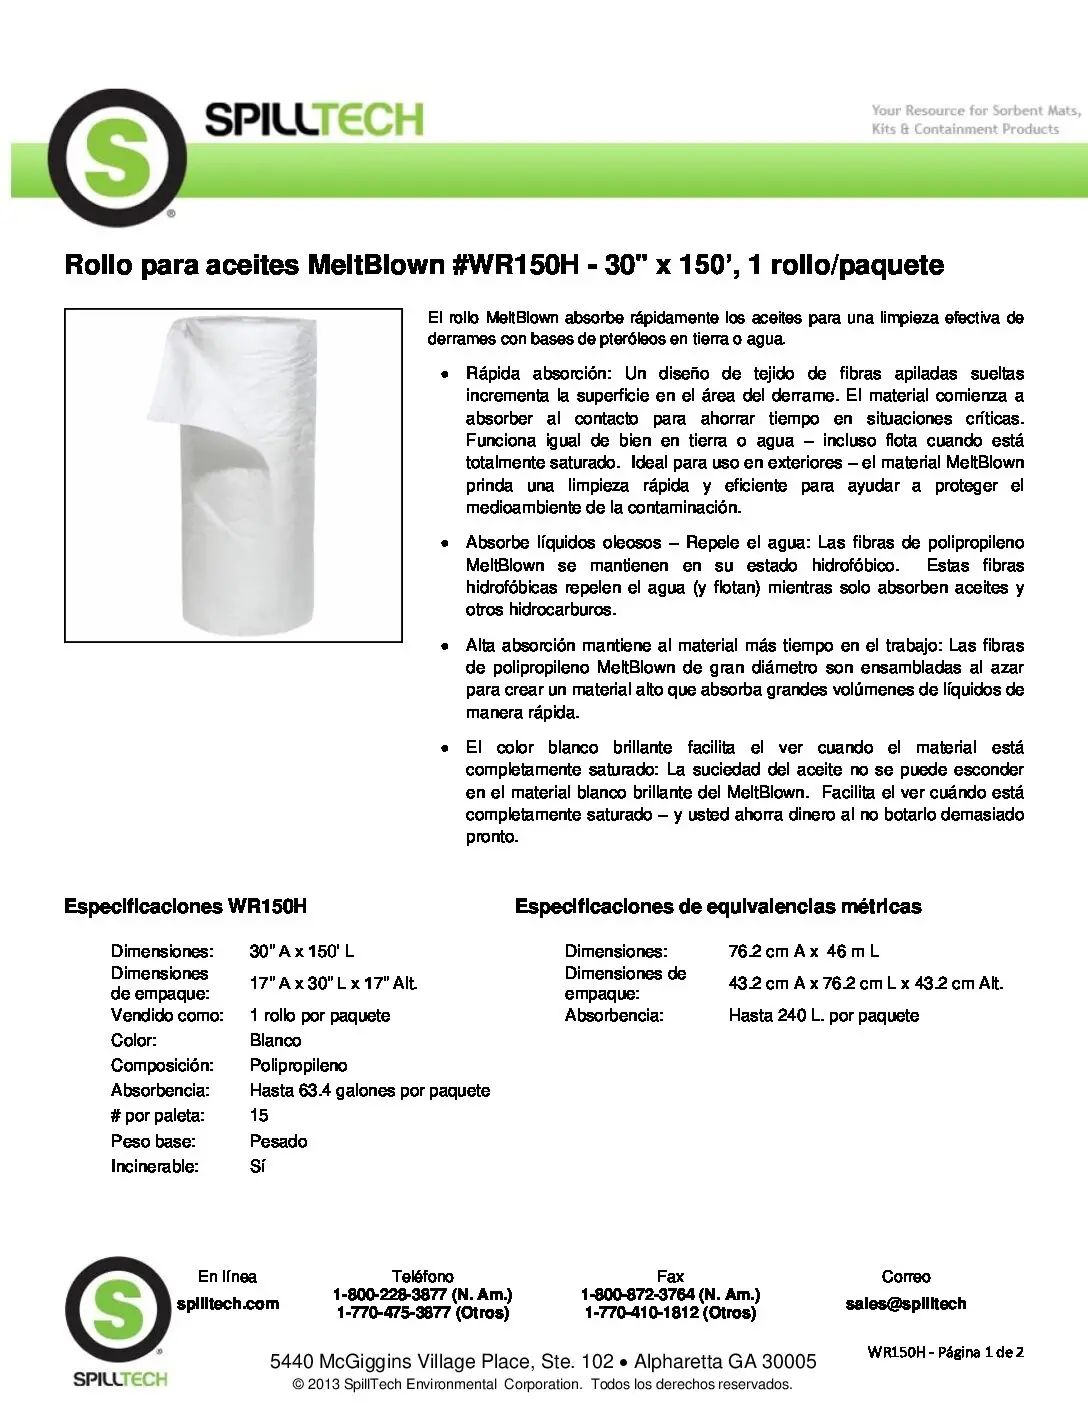 S
®
SPILLTECH
Your Resource for Sorbent Mats,
Kits & Containment Products
Rollo para aceites MeltBlown #WR150H - 30" x 150’, 1 rollo/paquete
El rollo MeltBlown absorbe rápidamente los aceites para una limpieza efectiva de
derrames con bases de pteróleos en tierra o agua.
• Rápida absorción: Un diseño de tejido de fibras apiladas sueltas
incrementa la superficie en el área del derrame. El material comienza a
absorber al contacto para ahorrar tiempo en situaciones críticas.
Funciona igual de bien en tierra o agua – incluso flota cuando está
totalmente saturado. Ideal para uso en exteriores – el material MeltBlown
prinda una limpieza rápida y eficiente para ayudar a proteger el
medioambiente de la contaminación.
• Absorbe líquidos oleosos – Repele el agua: Las fibras de polipropileno
MeltBlown se mantienen en su estado hidrofóbico. Estas fibras
hidrofóbicas repelen el agua (y flotan) mientras solo absorben aceites y
otros hidrocarburos.
• Alta absorción mantiene al material más tiempo en el trabajo: Las fibras
de polipropileno MeltBlown de gran diámetro son ensambladas al azar
para crear un material alto que absorba grandes volúmenes de líquidos de
manera rápida.
• El color blanco brillante facilita el ver cuando el material está
completamente saturado: La suciedad del aceite no se puede esconder
en el material blanco brillante del MeltBlown. Facilita el ver cuándo está
completamente saturado – y usted ahorra dinero al no botarlo demasiado
pronto.
Especificaciones WR150H
Dimensiones: 30" A x 150' L
Dimensiones
de empaque: 17" A x 30" L x 17" Alt.
Vendido como: 1 rollo por paquete
Color: Blanco
Composición: Polipropileno
Absorbencia: Hasta 63.4 galones por paquete
# por paleta: 15
Peso base: Pesado
Incinerable: Sí
Especificaciones de equivalencias métricas
Dimensiones: 76.2 cm A x 46 m L
Dimensiones de
empaque: 43.2 cm A x 76.2 cm L x 43.2 cm Alt.
Absorbencia: Hasta 240 L. por paquete
S
®
SPILLTECH
En línea
spilltech.com
Teléfono
1-800-228-3877 (N. Am.)
1-770-475-3877 (Otros)
Fax
1-800-872-3764 (N. Am.)
1-770-410-1812 (Otros)
Correo
sales@spilltech
WR150H - Página 1 de 2
5440 McGiggins Village Place, Ste. 102 • Alpharetta GA 30005
© 2013 SpillTech Environmental Corporation. Todos los derechos reservados.